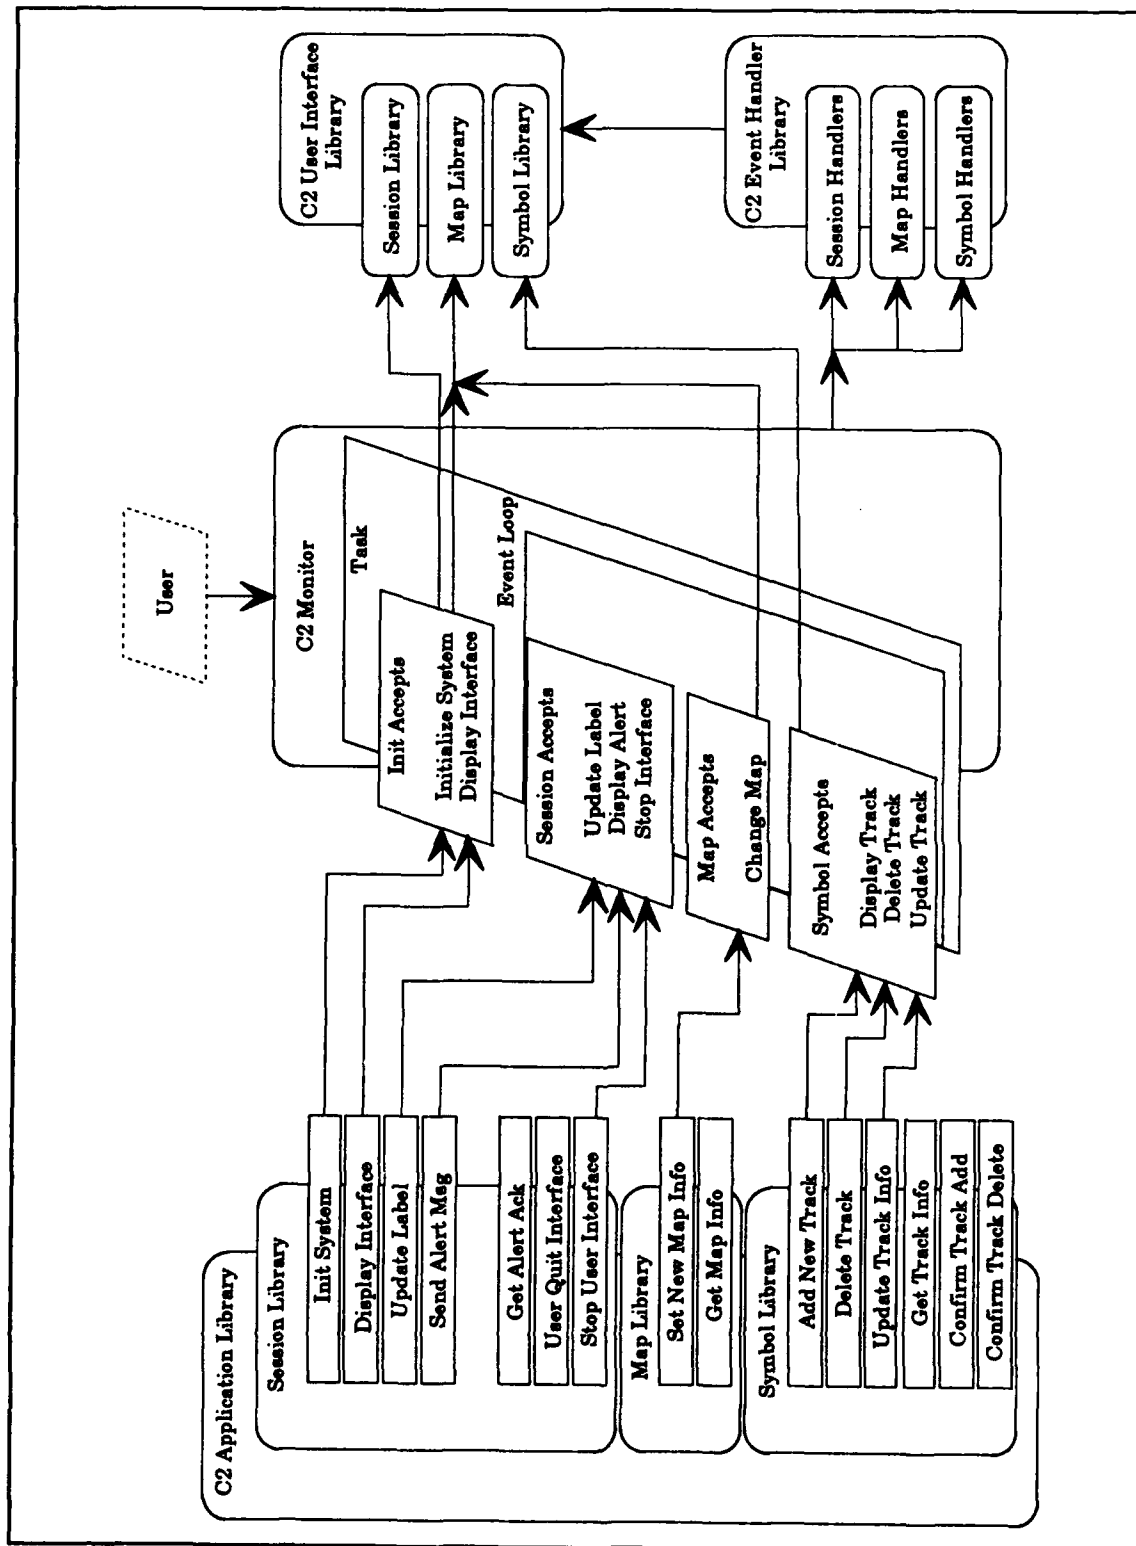 C2 Application Library
Session Library
Init System
Display Interface
Update Label
Send Alert Msg
Get Alert Ack
User Quit Interface
Stop User Interface
Map Library
Set New Map Info
Get Map Info
Symbol Library
Add New Track
Delete Track
Update Track Info
Get Track Info
Confirm Track Add
Confirm Track Delete
User
C2 Monitor
Task
Init Accepts
Initialize System
Display Interface
Event Loop
Session Accepts
Update Label
Display Alert
Stop Interface
Map Accepts
Change Map
Symbol Accepts
Display Track
Delete Track
Update Track
C2 User Interface
Library
Session Library
Map Library
Symbol Library
C2 Event Handler
Library
Session Handlers
Map Handlers
Symbol Handlers